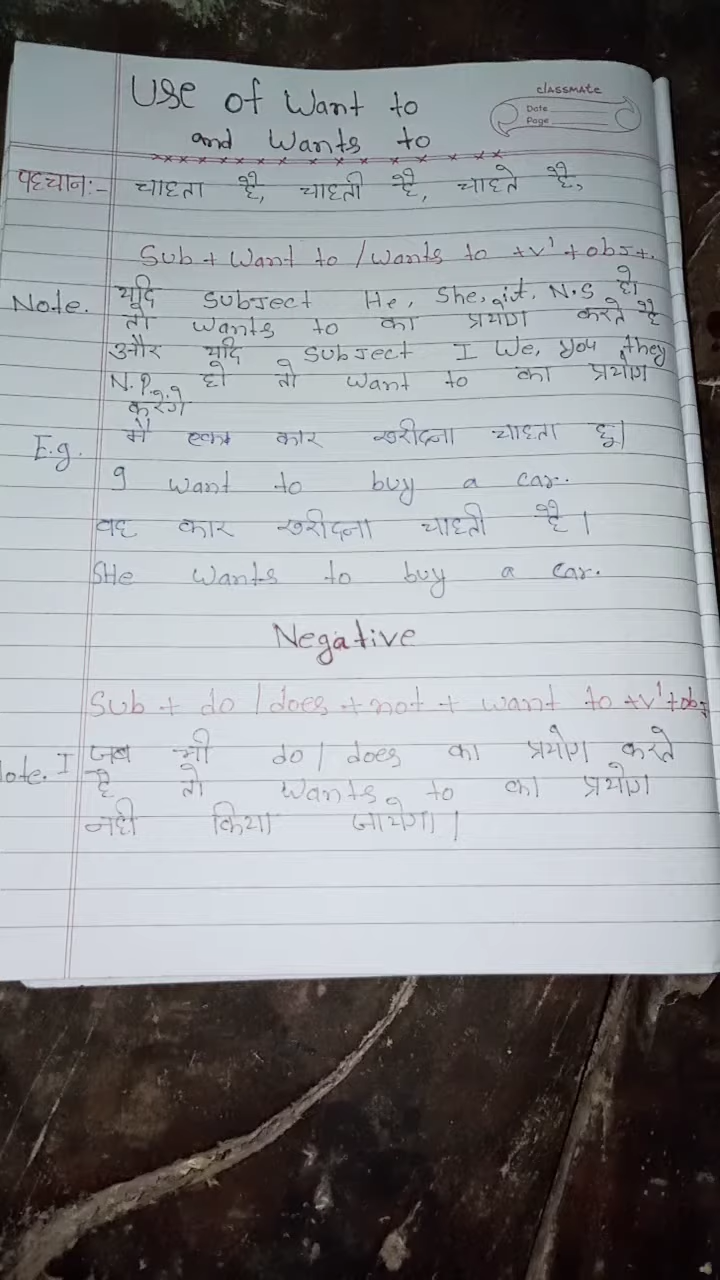 Use of Want to
and Wants to
classmate
Date
Page
पहचान:- चाहता है, चाहती है, चाहते है,
Sub + Want to / wants to + v¹ + obj.
Note. यदि subject He, She, it, N.S हो
तो wants to का प्रयोग करते है
और यदि subject I We, you they
N.P. हो तो want to का प्रयोग
करेंगे
E.g. मै एक कार खरीदना चाहता हू।
I want to buy a car.
वह कार खरीदना चाहती है।
SHe wants to buy a car.
Negative
Sub + do / does + not + want to + v¹ + obj
Note. I जब भी do / does का प्रयोग करते
है तो wants to का प्रयोग
नही किया जायेगा।